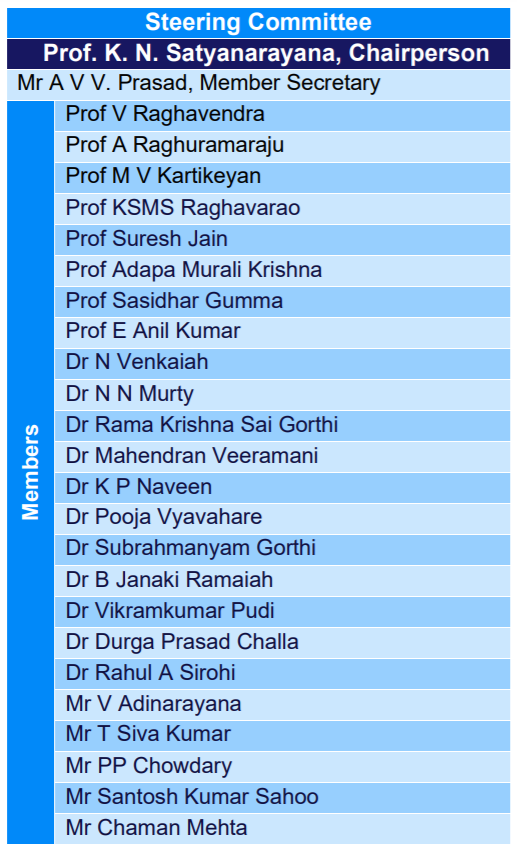 Steering Committee
Prof. K. N. Satyanarayana, Chairperson
Mr A V V. Prasad, Member Secretary
Members
Prof V Raghavendra
Prof A Raghuramaraju
Prof M V Kartikeyan
Prof KSMS Raghavarao
Prof Suresh Jain
Prof Adapa Murali Krishna
Prof Sasidhar Gumma
Prof E Anil Kumar
Dr N Venkaiah
Dr N N Murty
Dr Rama Krishna Sai Gorthi
Dr Mahendran Veeramani
Dr K P Naveen
Dr Pooja Vyavahare
Dr Subrahmanyam Gorthi
Dr B Janaki Ramaiah
Dr Vikramkumar Pudi
Dr Durga Prasad Challa
Dr Rahul A Sirohi
Mr V Adinarayana
Mr T Siva Kumar
Mr PP Chowdary
Mr Santosh Kumar Sahoo
Mr Chaman Mehta